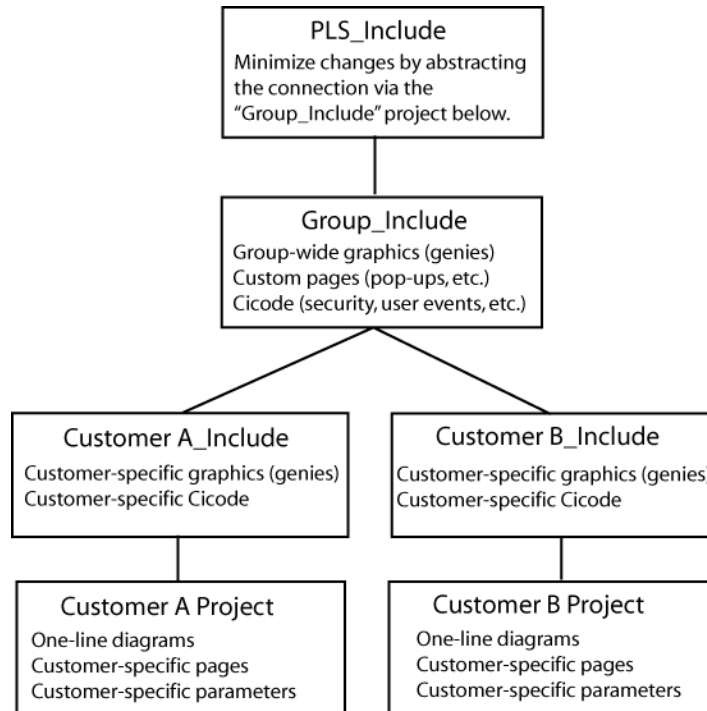 PLS_Include
Minimize changes by abstracting
the connection via the
“Group_Include” project below.
Group_Include
Group-wide graphics (genies)
Custom pages (pop-ups, etc.)
Cicode (security, user events, etc.)
Customer A_Include
Customer-specific graphics (genies)
Customer-specific Cicode
Customer B_Include
Customer-specific graphics (genies)
Customer-specific Cicode
Customer A Project
One-line diagrams
Customer-specific pages
Customer-specific parameters
Customer B Project
One-line diagrams
Customer-specific pages
Customer-specific parameters